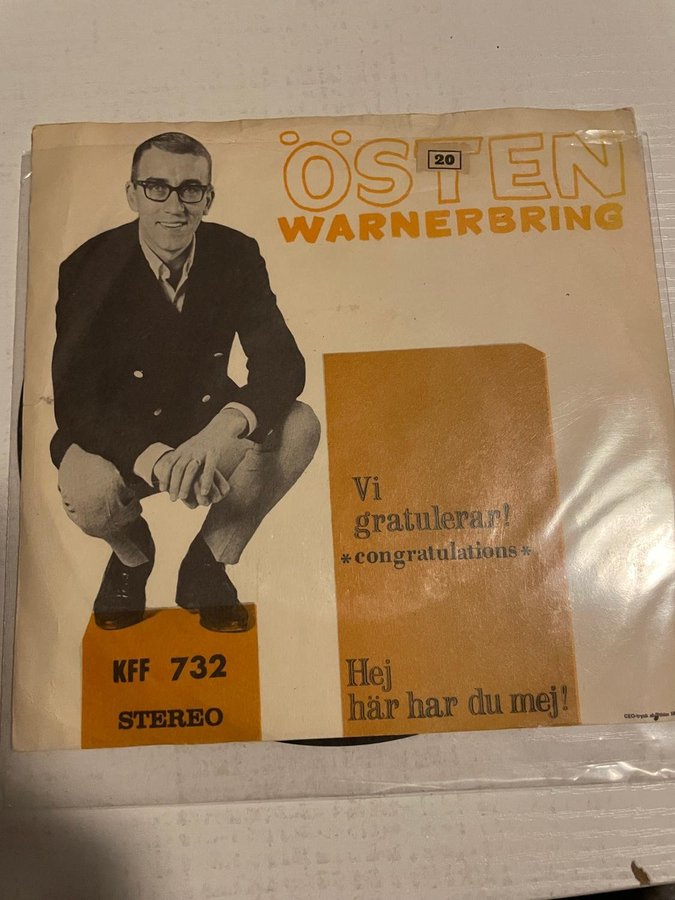 ÖSTEN
20
WARNERBRING
Vi
gratulerar!
*congratulations*
Hej
här har du mej!
KFF 732
STEREO